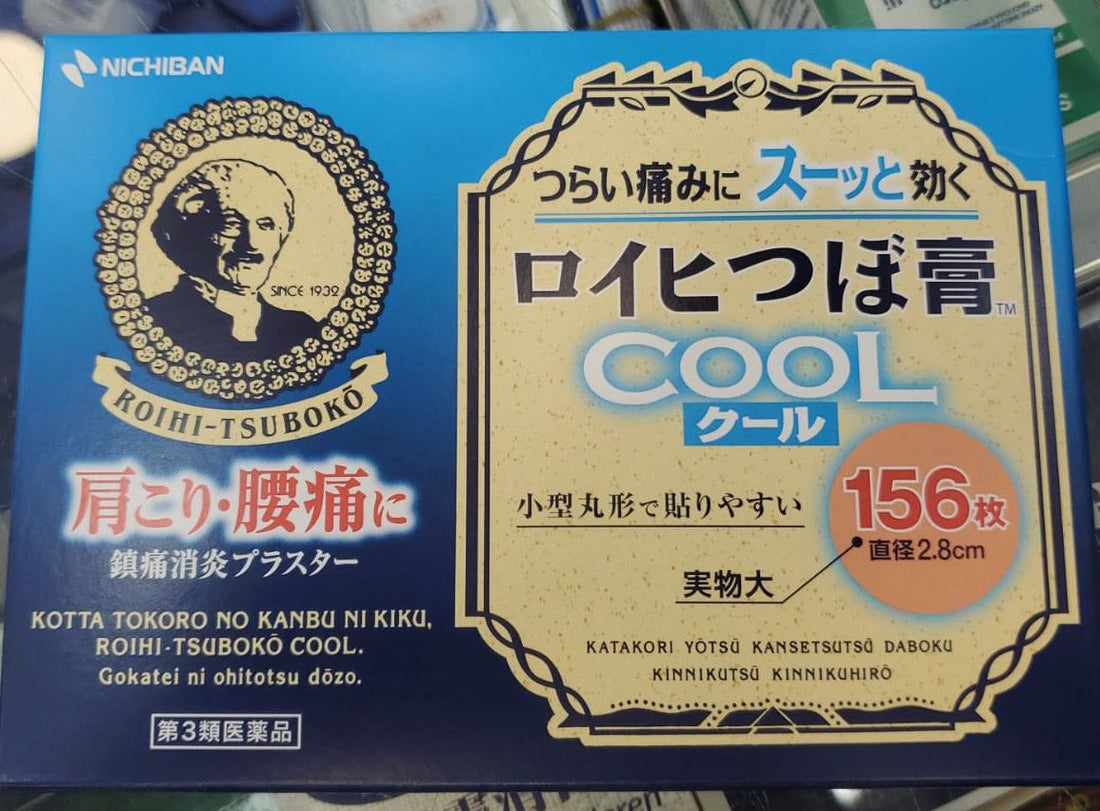 NICHIBAN
SINCE 1932
ROIHI-TSUBOKŌ
肩こり・腰痛に
鎮痛消炎プラスター
KOTTA TOKORO NO KANBU NI KIKU,
ROIHI-TSUBOKŌ COOL.
Gokatei ni ohitotsu dōzo.
第3類医薬品
つらい痛みに スーッと効く
ロイヒつぼ膏™
COOL
クール
小型丸形で貼りやすい
156枚
直径2.8cm
実物大
KATAKORI YŌTSŪ KANSETSUTSŪ DABOKU
KINNIKUTSŪ KINNIKUHIRŌ